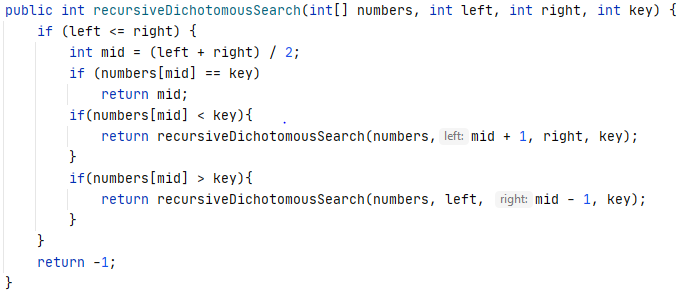 public int recursiveDichotomousSearch(int[] numbers, int left, int right, int key) {
    if (left <= right) {
        int mid = (left + right) / 2;
        if (numbers[mid] == key)
            return mid;
        if(numbers[mid] < key){
            return recursiveDichotomousSearch(numbers, left: mid + 1, right, key);
        }
        if(numbers[mid] > key){
            return recursiveDichotomousSearch(numbers, left, right: mid - 1, key);
        }
    }
    return -1;
}